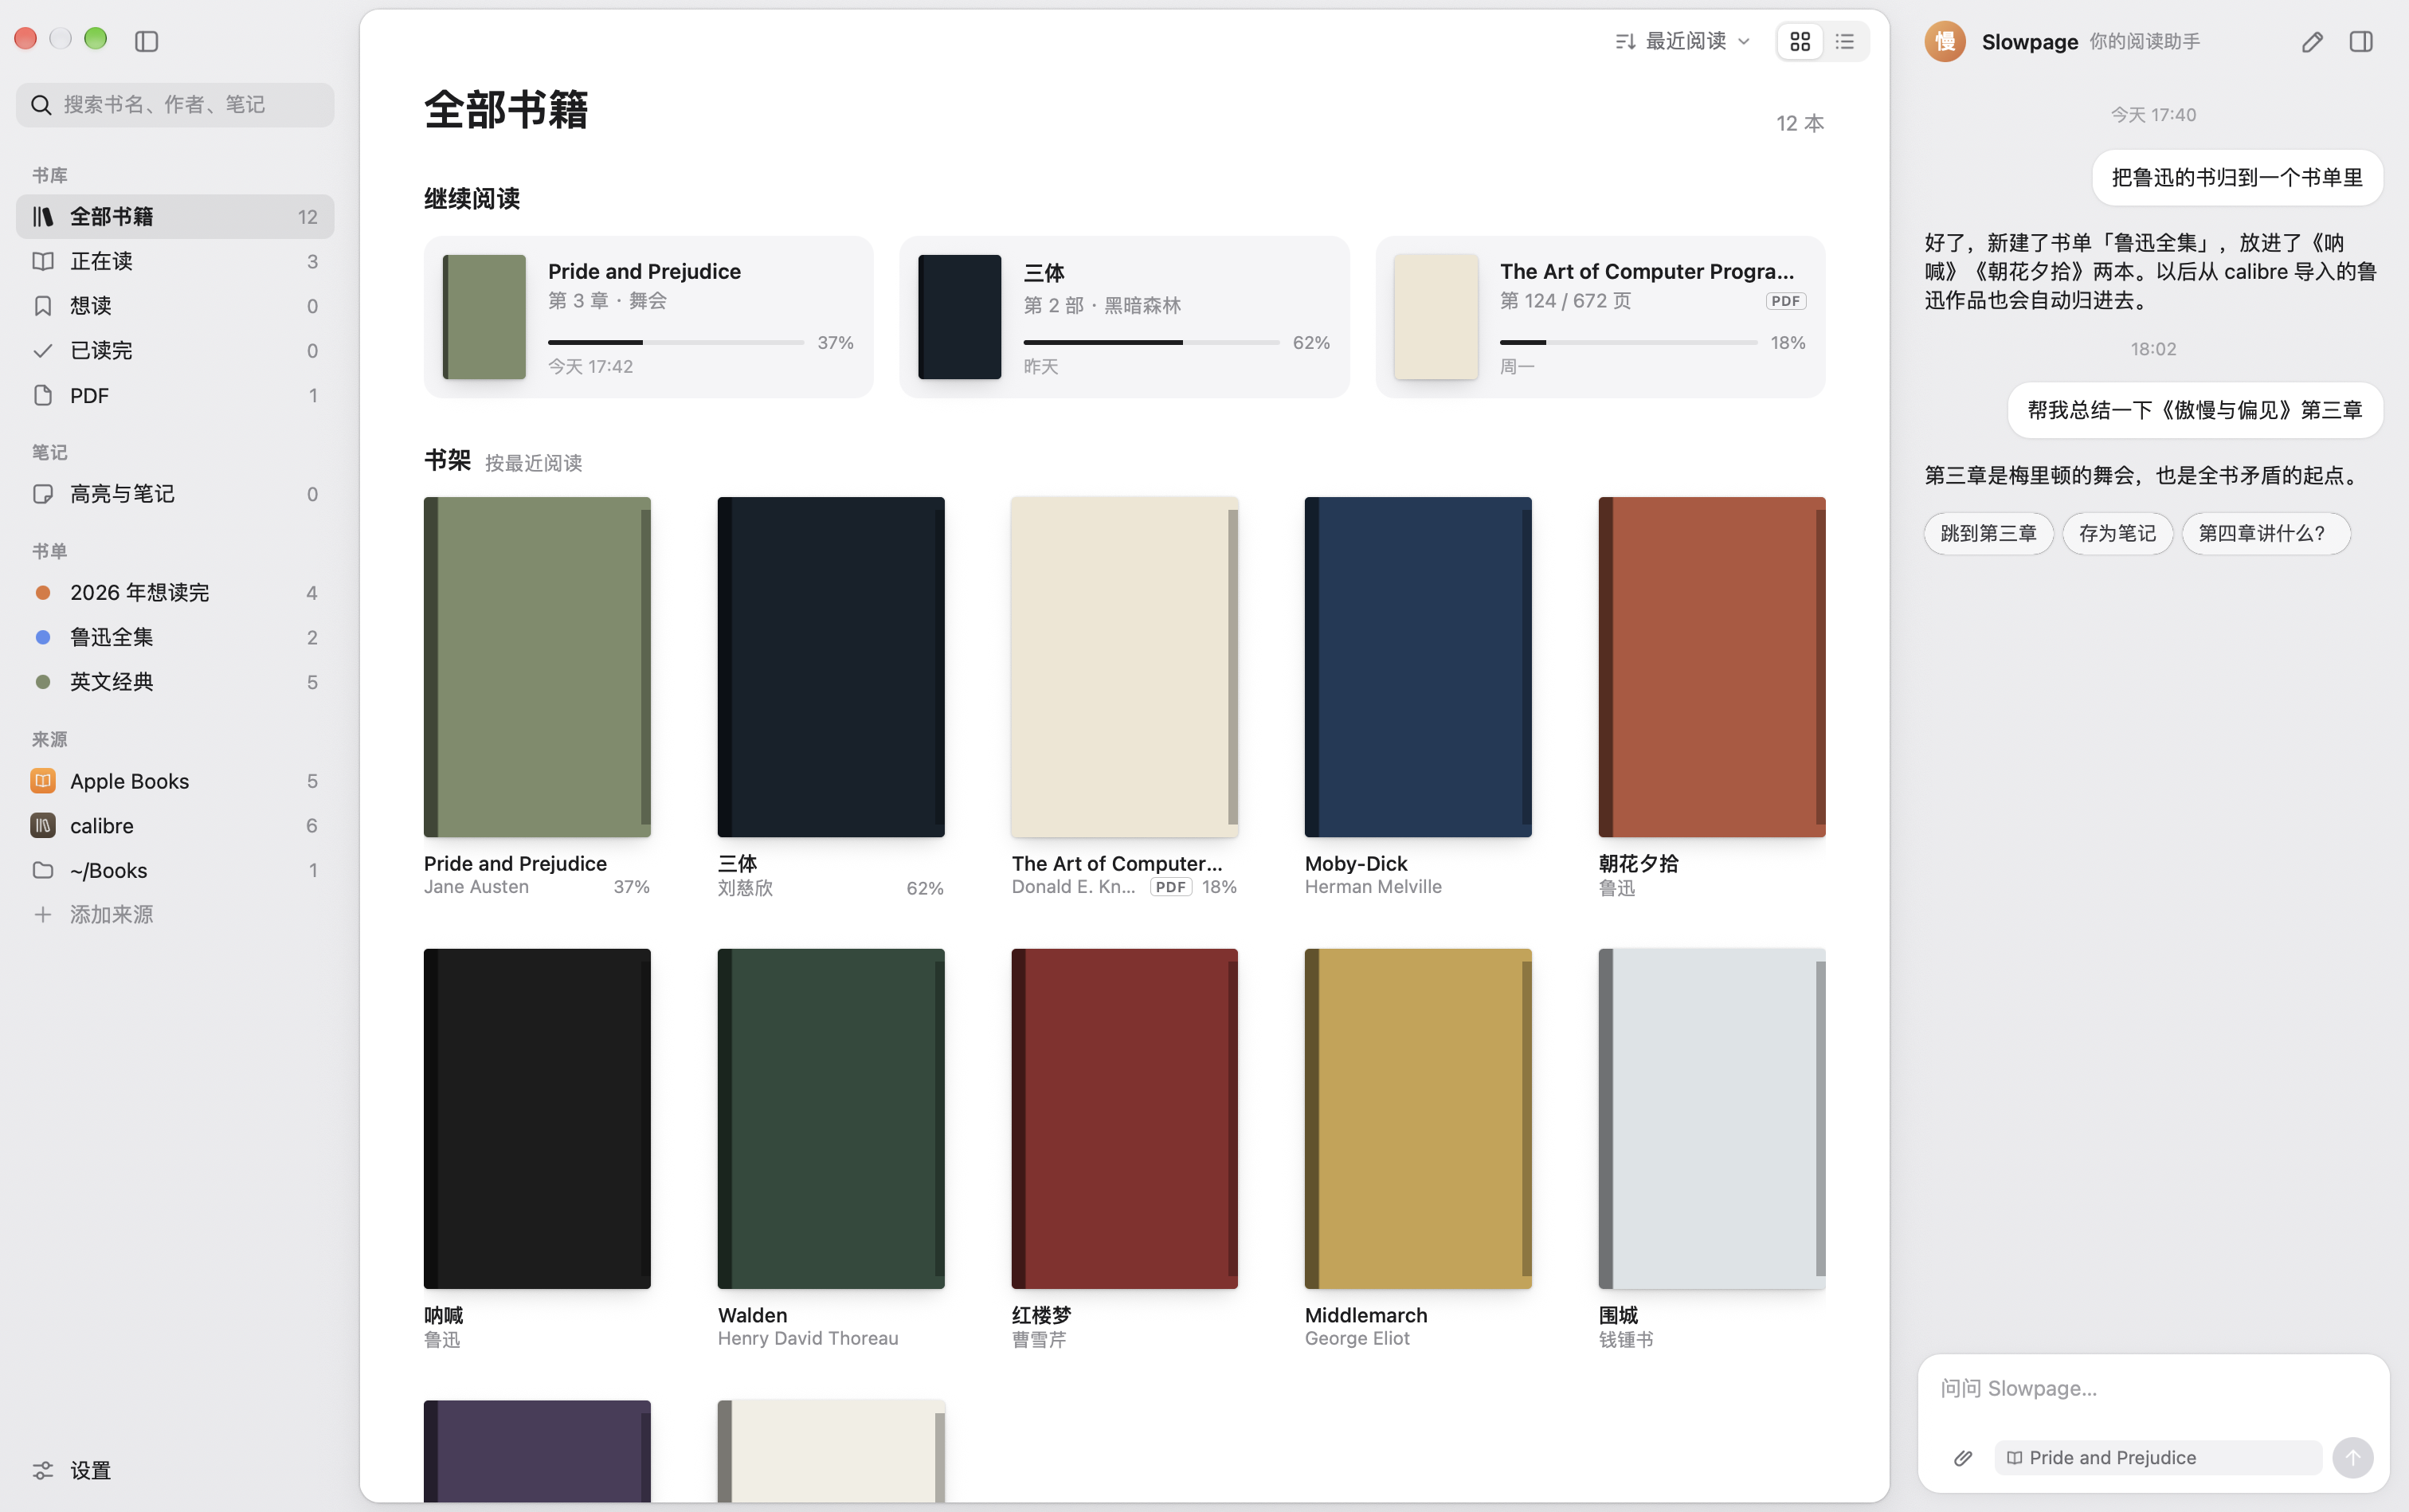 搜索书名、作者、笔记
书库
全部书籍 12
正在读 3
想读 0
已读完 0
PDF 1
笔记
高亮与笔记 0
书单
2026 年想读完 4
鲁迅全集 2
英文经典 5
来源
Apple Books 5
calibre 6
~/Books 1
添加来源
设置
最近阅读
全部书籍
12 本
继续阅读
Pride and Prejudice
第 3 章 · 舞会
37%
今天 17:42
三体
第 2 部 · 黑暗森林
62%
昨天
The Art of Computer Progra...
第 124 / 672 页 PDF
18%
周一
书架 按最近阅读
Pride and Prejudice
Jane Austen 37%
三体
刘慈欣 62%
The Art of Computer...
Donald E. Kn... PDF 18%
Moby-Dick
Herman Melville
朝花夕拾
鲁迅
呐喊
鲁迅
Walden
Henry David Thoreau
红楼梦
曹雪芹
Middlemarch
George Eliot
围城
钱锺书
慢 Slowpage 你的阅读助手
今天 17:40
把鲁迅的书归到一个书单里
好了，新建了书单「鲁迅全集」，放进了《呐
喊》《朝花夕拾》两本。以后从 calibre 导入的鲁
迅作品也会自动归进去。
18:02
帮我总结一下《傲慢与偏见》第三章
第三章是梅里顿的舞会，也是全书矛盾的起点。
跳到第三章 存为笔记 第四章讲什么？
问问 Slowpage...
Pride and Prejudice